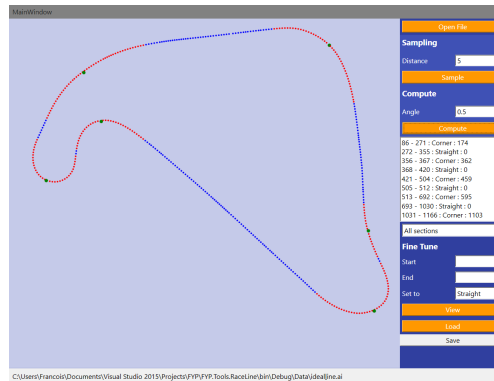 MainWindow
Open File
Sampling
Distance 5
Sample
Compute
Angle 0.5
Compute
86 - 271 : Corner : 174
272 - 355 : Straight : 0
356 - 367 : Corner : 362
368 - 420 : Straight : 0
421 - 504 : Corner : 459
505 - 512 : Straight : 0
513 - 692 : Corner : 595
693 - 1030 : Straight : 0
1031 - 1166 : Corner : 1103
All sections
Fine Tune
Start
End
Set to Straight
View
Load
Save
C:\Users\Francois\Documents\Visual Studio 2015\Projects\FYP\FYP.Tools.RaceLine\bin\Debug\Data\idealline.ai